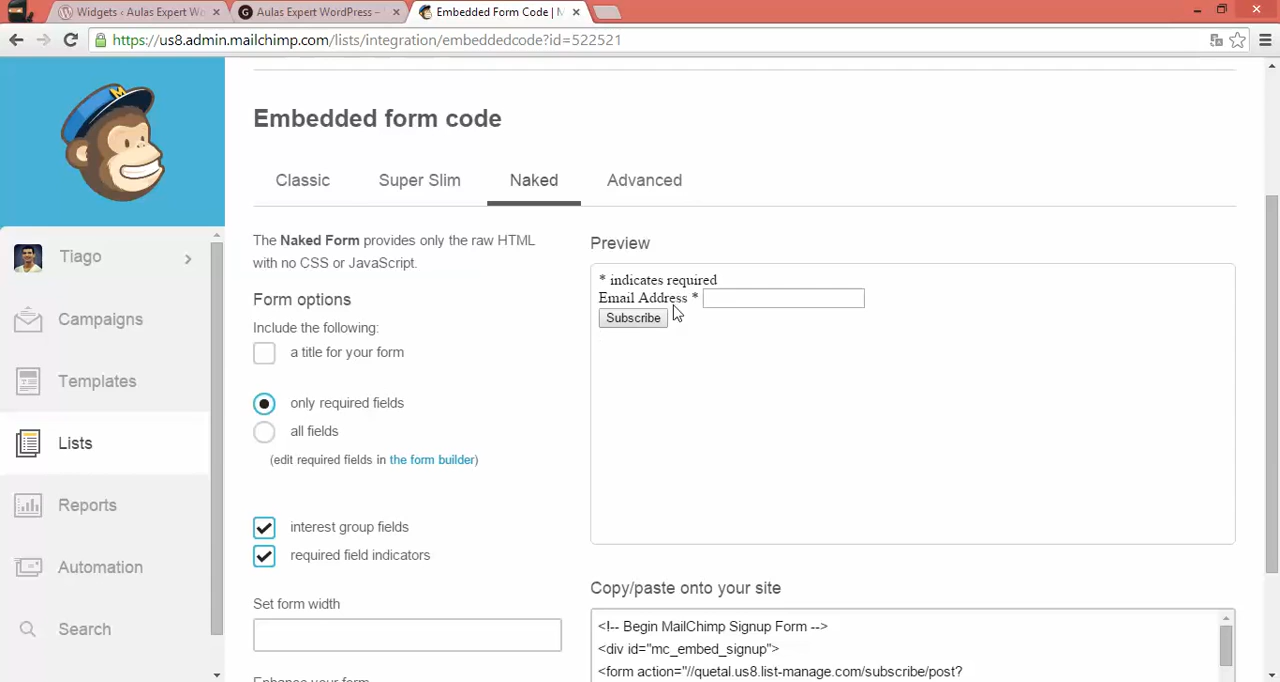 Widgets ‹ Aulas Expert W
Aulas Expert WordPress –
Embedded Form Code | M
https://us8.admin.mailchimp.com/lists/integration/embeddedcode?id=522521
M
Tiago
Campaigns
Templates
Lists
Reports
Automation
Search
Embedded form code
Classic
Super Slim
Naked
Advanced
The Naked Form provides only the raw HTML
with no CSS or JavaScript.
Form options
Include the following:
a title for your form
only required fields
all fields
(edit required fields in the form builder)
interest group fields
required field indicators
Set form width
Enhance your form
Preview
* indicates required
Email Address *
Subscribe
Copy/paste onto your site
<!-- Begin MailChimp Signup Form -->
<div id="mc_embed_signup">
<form action="//quetal.us8.list-manage.com/subscribe/post?